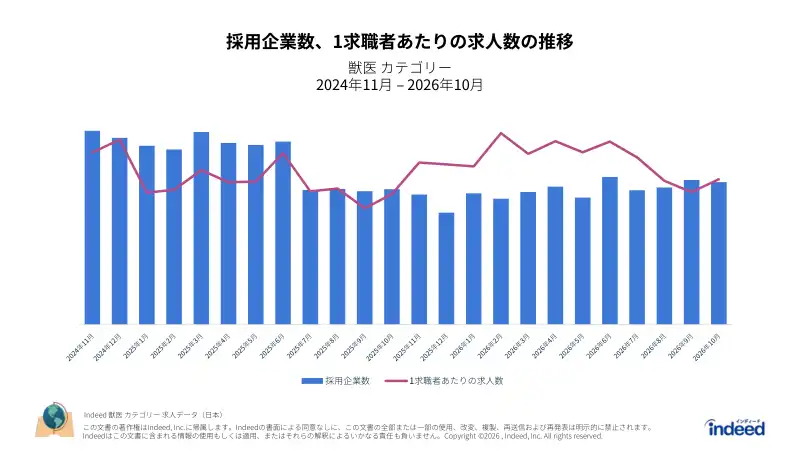 採用企業数、1求職者あたりの求人数の推移
獣医 カテゴリー
2024年11月 – 2026年10月
2024年11月
2024年12月
2025年1月
2025年2月
2025年3月
2025年4月
2025年5月
2025年6月
2025年7月
2025年8月
2025年9月
2025年10月
2025年11月
2025年12月
2026年1月
2026年2月
2026年3月
2026年4月
2026年5月
2026年6月
2026年7月
2026年8月
2026年9月
2026年10月
採用企業数 1求職者あたりの求人数
Indeed 獣医 カテゴリー 求人データ（日本）
この文書の著作権はIndeed, Inc.に帰属します。Indeedの書面による同意なしに、この文書の全部または一部の使用、改変、複製、再送信および再発表は明示的に禁止されます。
Indeedはこの文書に含まれる情報の使用もしくは適用、またはそれらの解釈によるいかなる責任も負いません。Copyright ©2026 , Indeed, Inc. All rights reserved.
インディード
indeed